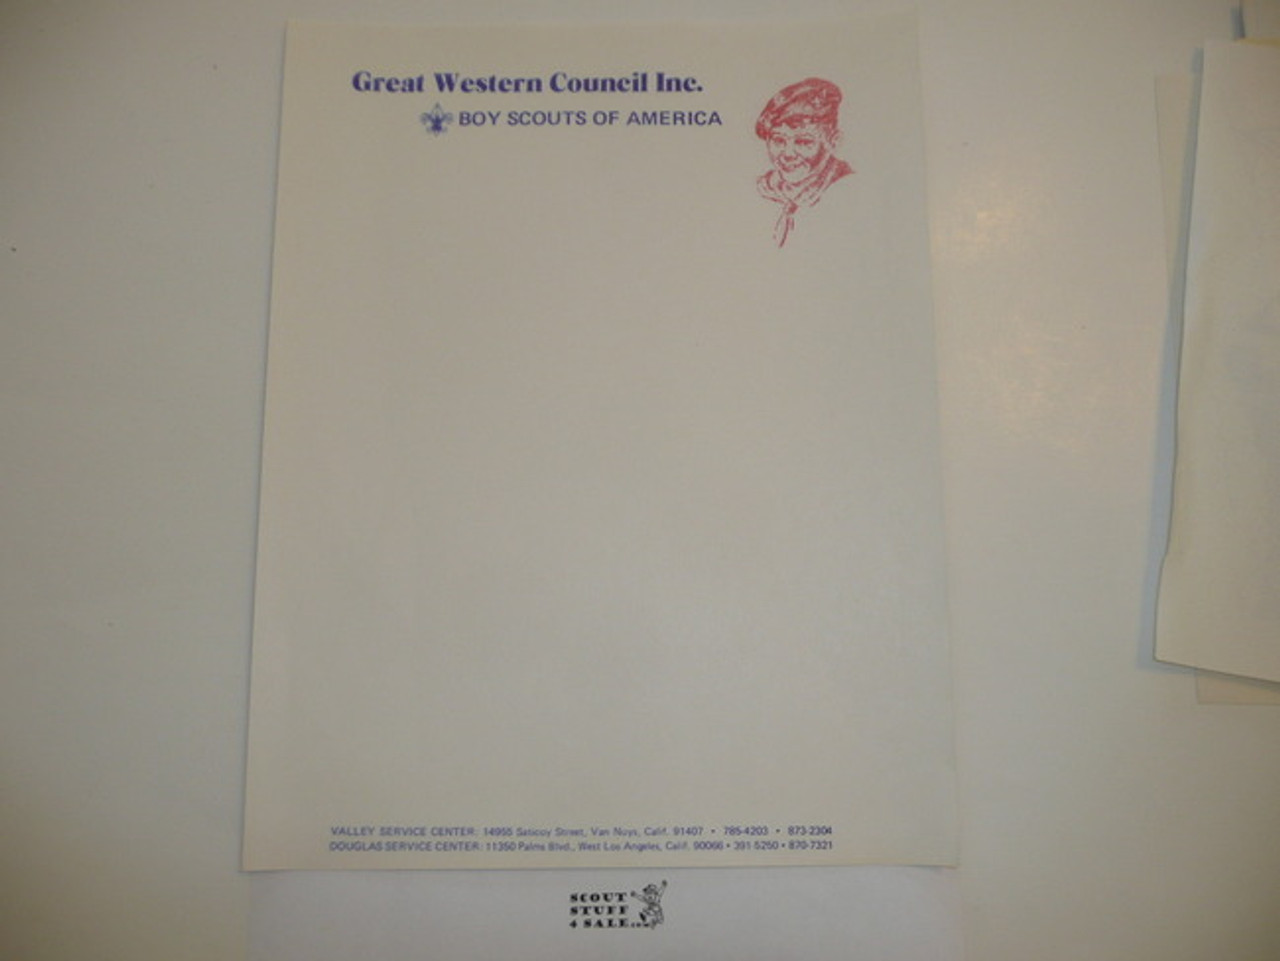 Great Western Council Inc.
BOY SCOUTS OF AMERICA
VALLEY SERVICE CENTER: 14955 Saticoy Street, Van Nuys, Calif. 91407 • 785-4203 • 873-2304
DOUGLAS SERVICE CENTER: 11350 Palms Blvd., West Los Angeles, Calif. 90066 • 391-5250 • 870-7321
SCOUT
STUFF
4 SALE.com